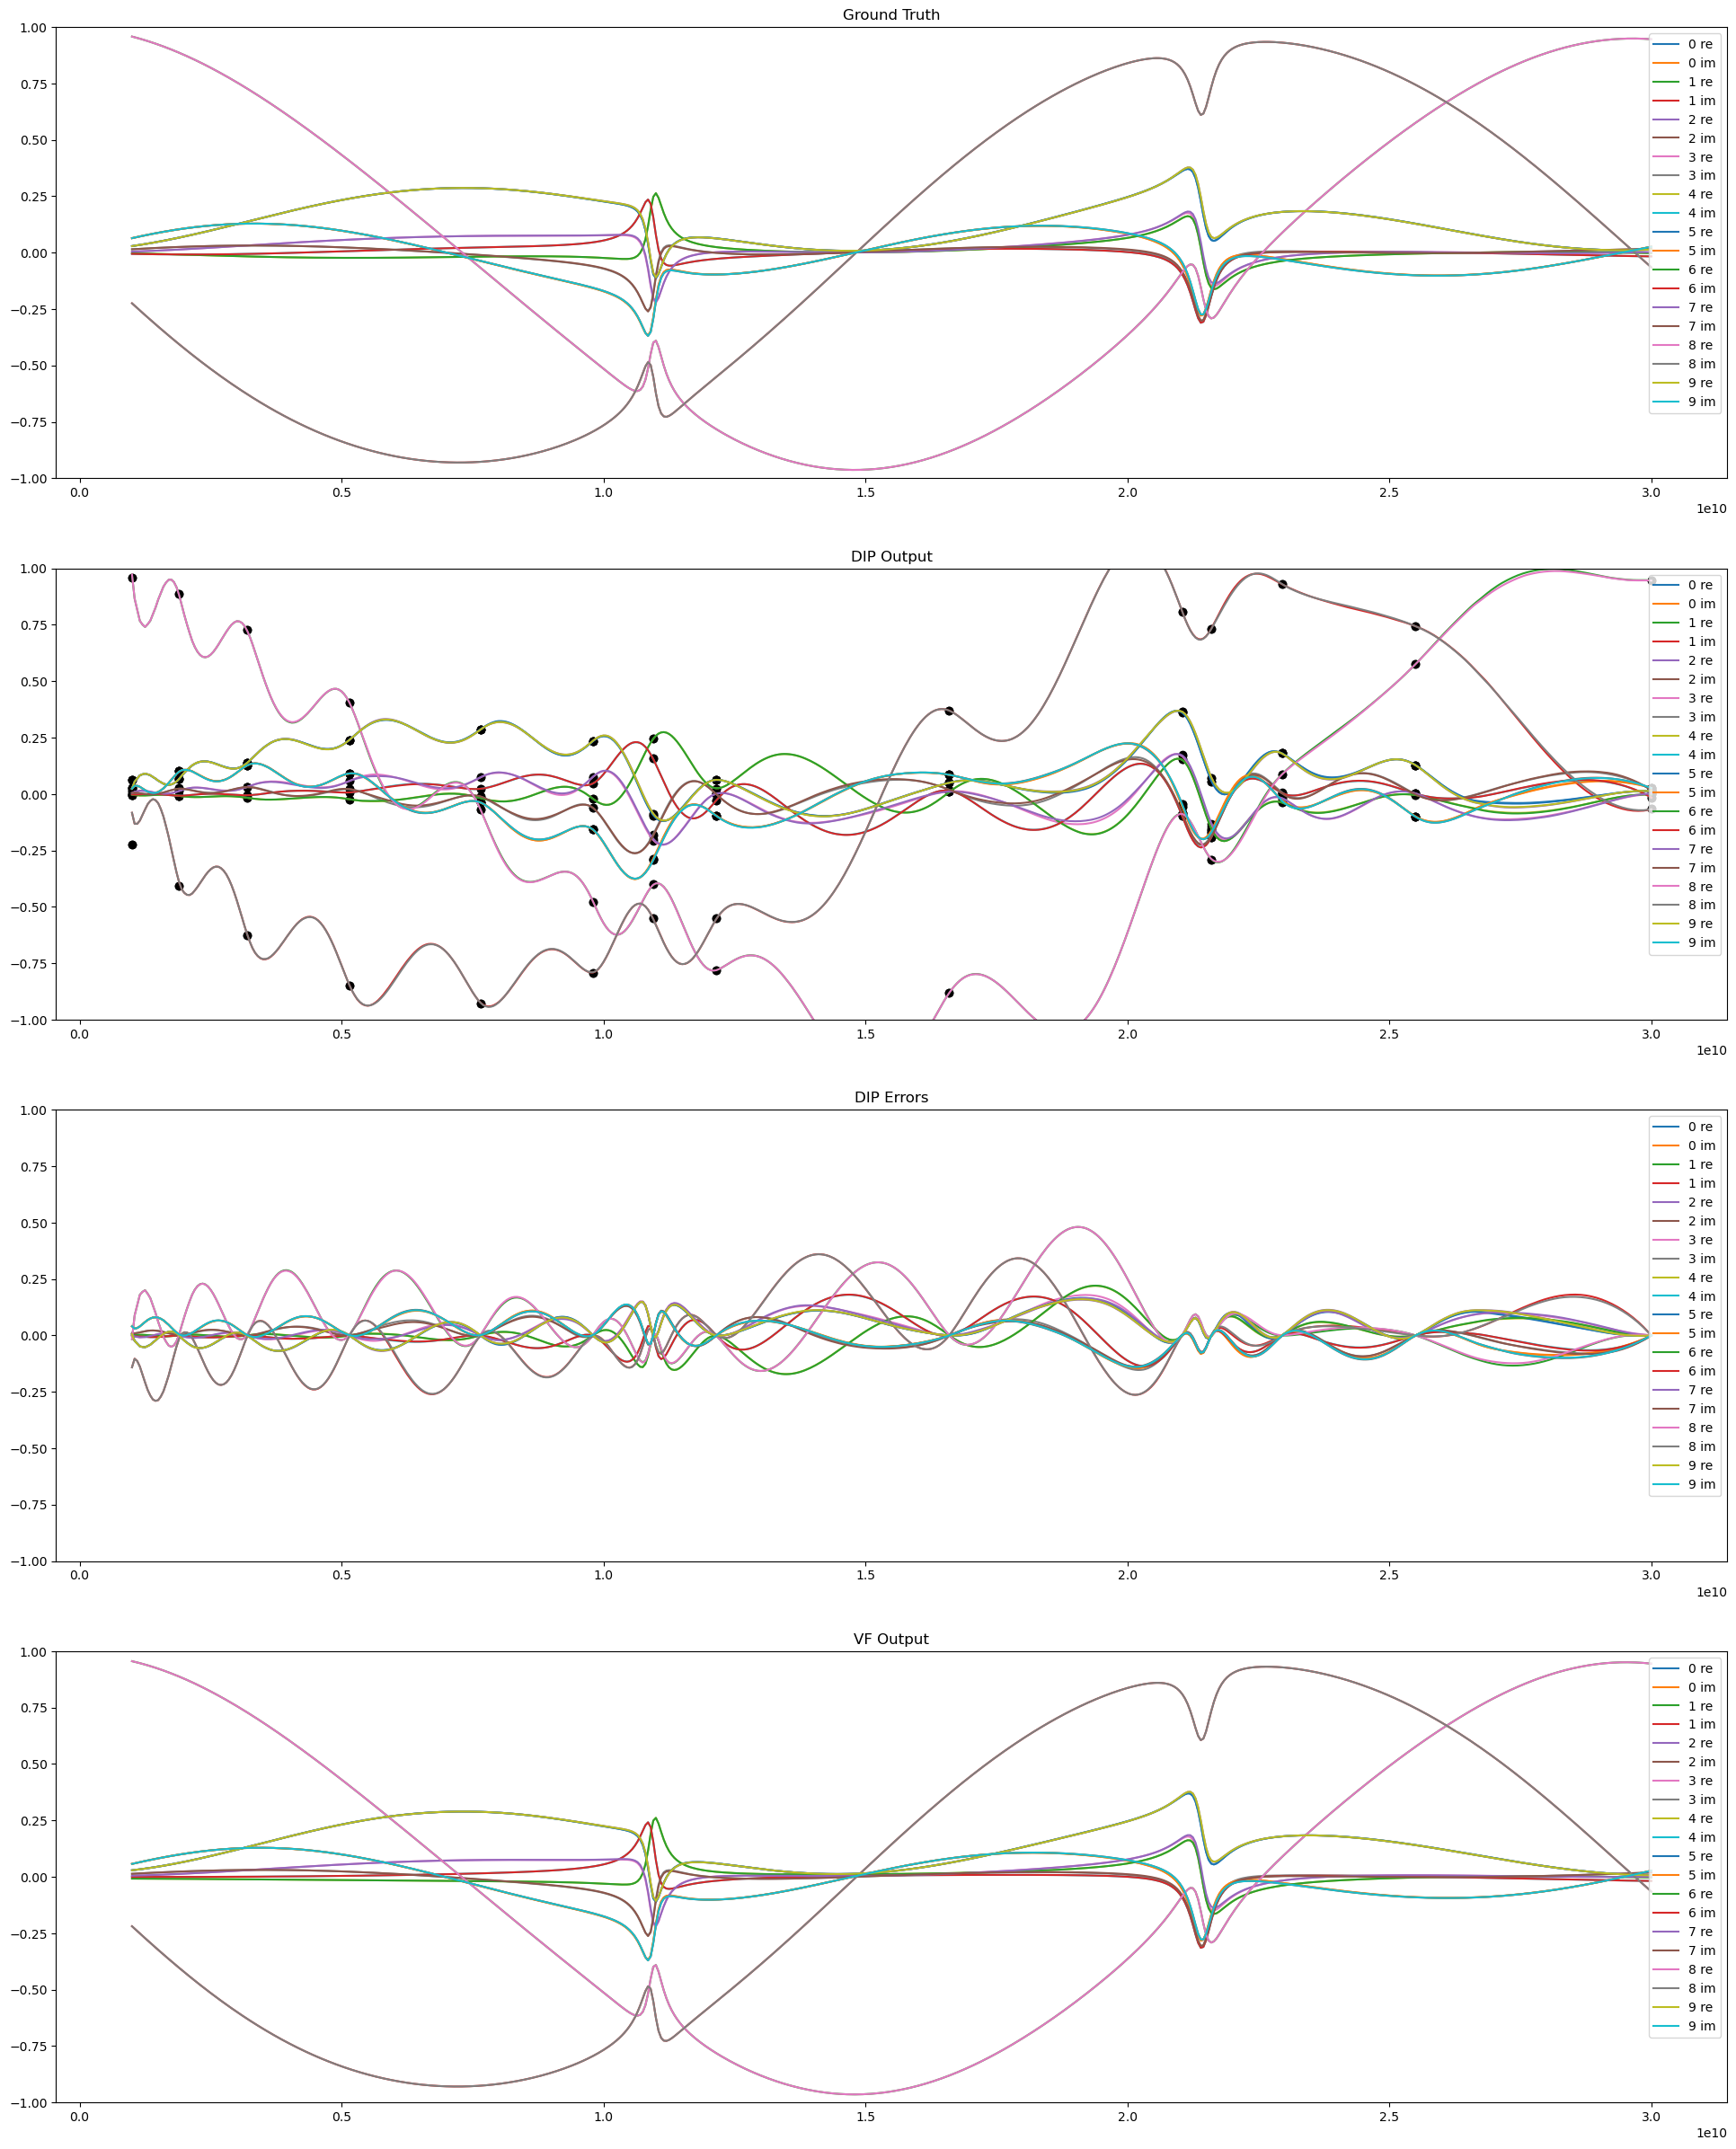 Ground Truth
1.00
0.75
0.50
0.25
0.00
−0.25
−0.50
−0.75
−1.00
0 re
0 im
1 re
1 im
2 re
2 im
3 re
3 im
4 re
4 im
5 re
5 im
6 re
6 im
7 re
7 im
8 re
8 im
9 re
9 im
0.0 0.5 1.0 1.5 2.0 2.5 3.0
1e10
DIP Output
1.00
0.75
0.50
0.25
0.00
−0.25
−0.50
−0.75
−1.00
0 re
0 im
1 re
1 im
2 re
2 im
3 re
3 im
4 re
4 im
5 re
5 im
6 re
6 im
7 re
7 im
8 re
8 im
9 re
9 im
0.0 0.5 1.0 1.5 2.0 2.5 3.0
1e10
DIP Errors
1.00
0.75
0.50
0.25
0.00
−0.25
−0.50
−0.75
−1.00
0 re
0 im
1 re
1 im
2 re
2 im
3 re
3 im
4 re
4 im
5 re
5 im
6 re
6 im
7 re
7 im
8 re
8 im
9 re
9 im
0.0 0.5 1.0 1.5 2.0 2.5 3.0
1e10
VF Output
1.00
0.75
0.50
0.25
0.00
−0.25
−0.50
−0.75
−1.00
0 re
0 im
1 re
1 im
2 re
2 im
3 re
3 im
4 re
4 im
5 re
5 im
6 re
6 im
7 re
7 im
8 re
8 im
9 re
9 im
0.0 0.5 1.0 1.5 2.0 2.5 3.0
1e10